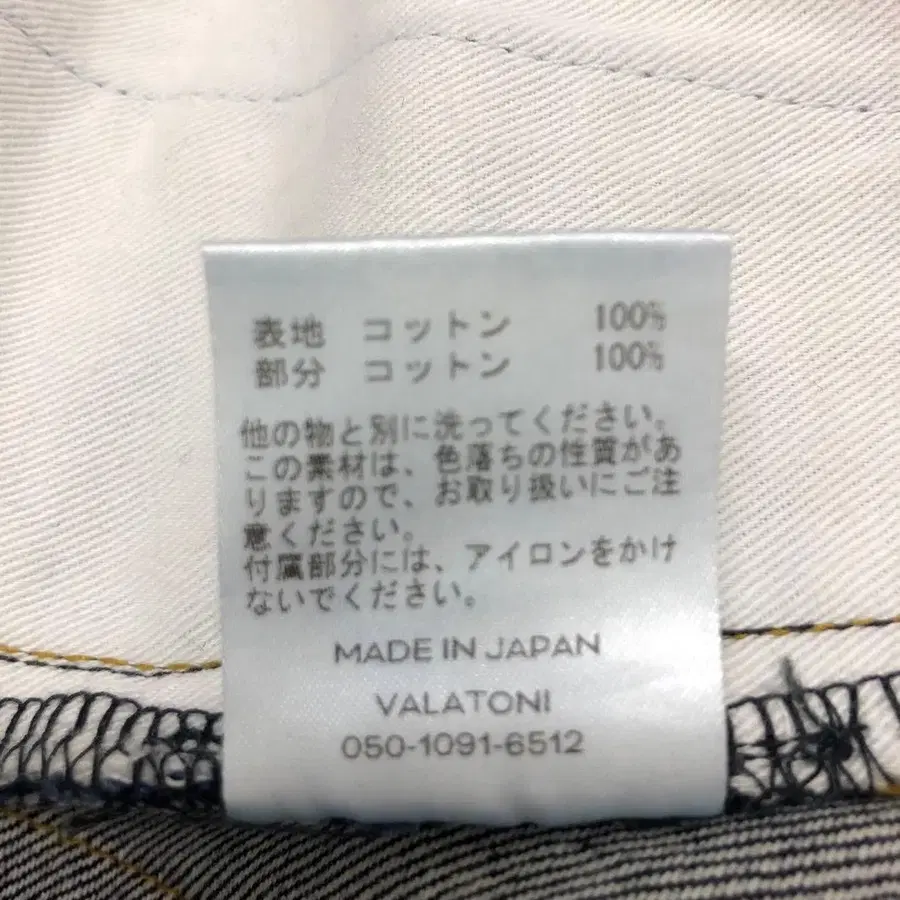 表地 コットン 100%
部分 コットン 100%
他の物と別に洗ってください。
この素材は、色落ちの性質があ
りますので、お取り扱いにご注
意ください。
付属部分には、アイロンをかけ
ないでください。
MADE IN JAPAN
VALATONI
050-1091-6512